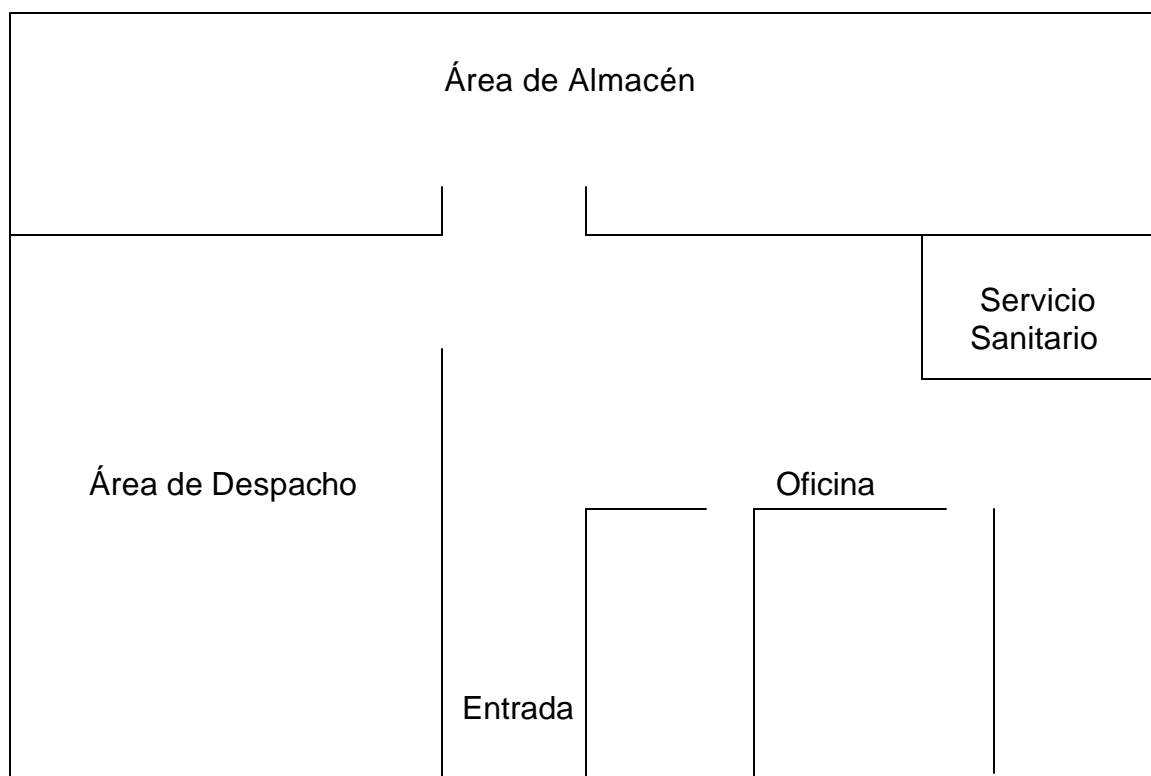 Área de Almacén
Servicio
Sanitario
Área de Despacho
Oficina
Entrada